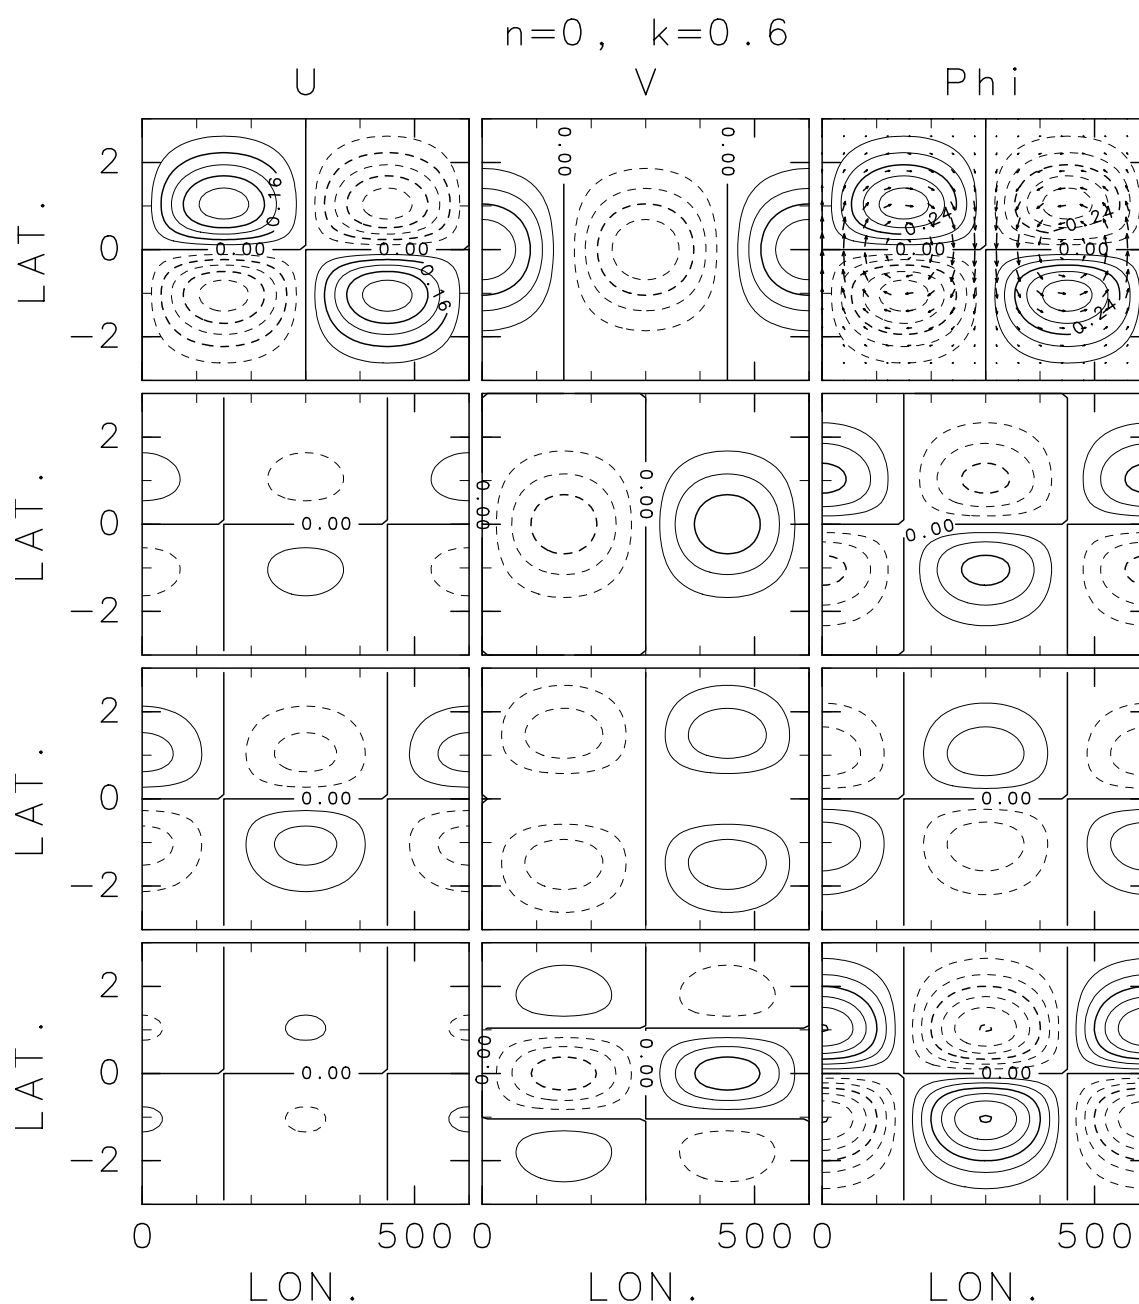 n=0, k=0.6
U V Phi
LAT. 2 0 -2 0.16 0.00 0.00 0.16 0.00 0.00 0.24 0.24 0.00 0.00 0.24
LAT. 2 0 -2 0.00 0.00 0.00 0.00
LAT. 2 0 -2 0.00 0.00
LAT. 2 0 -2 0.00 0.00 0.00 0.00
0 500 0 500 0 500
LON. LON. LON.